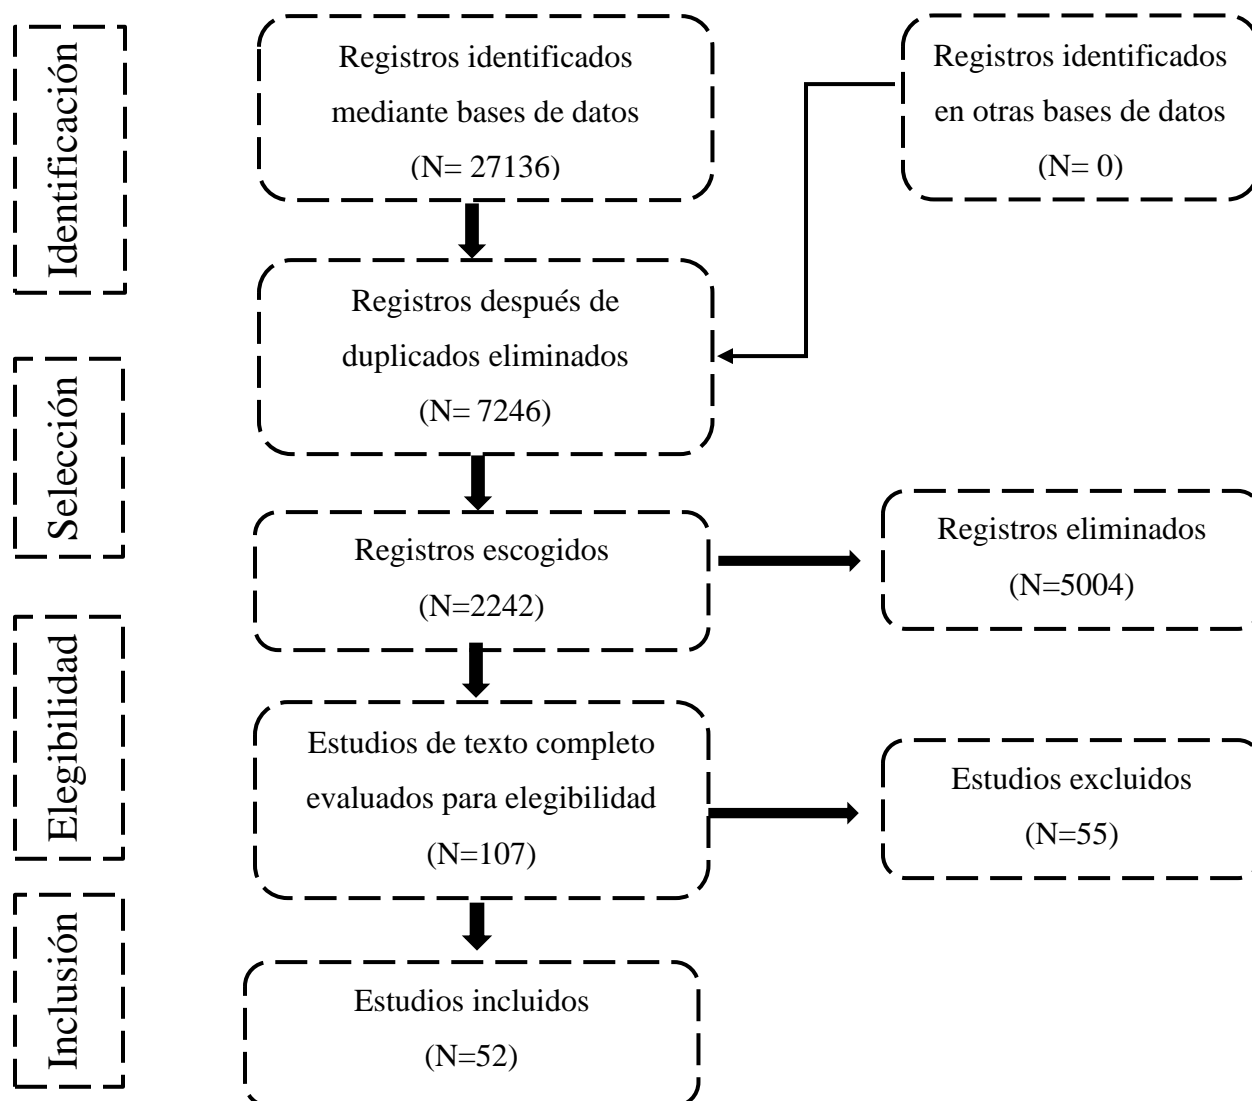 Identificación
Registros identificados
mediante bases de datos
(N= 27136)
Registros identificados
en otras bases de datos
(N= 0)
Registros después de
duplicados eliminados
(N= 7246)
Selección
Registros escogidos
(N=2242)
Registros eliminados
(N=5004)
Elegibilidad
Estudios de texto completo
evaluados para elegibilidad
(N=107)
Estudios excluidos
(N=55)
Inclusión
Estudios incluidos
(N=52)